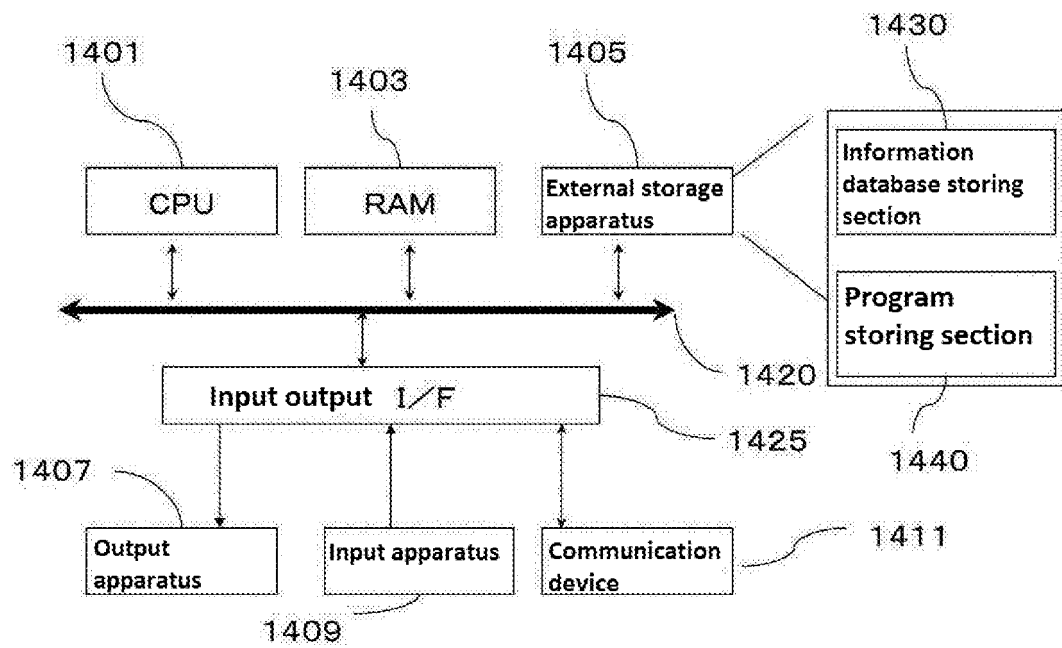 1401
1403
1405
1430
CPU
RAM
External storage
apparatus
Information
database storing
section
Program
storing section
1420
Input output I/F
1425
1440
1407
Output
apparatus
Input apparatus
Communication
device
1411
1409